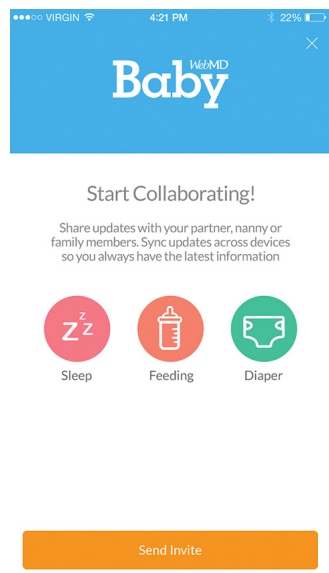 VIRGIN 4:21 PM 22%
WebMD
Baby
Start Collaborating!
Share updates with your partner, nanny or
family members. Sync updates across devices
so you always have the latest information
z z z
Sleep Feeding Diaper
Send Invite